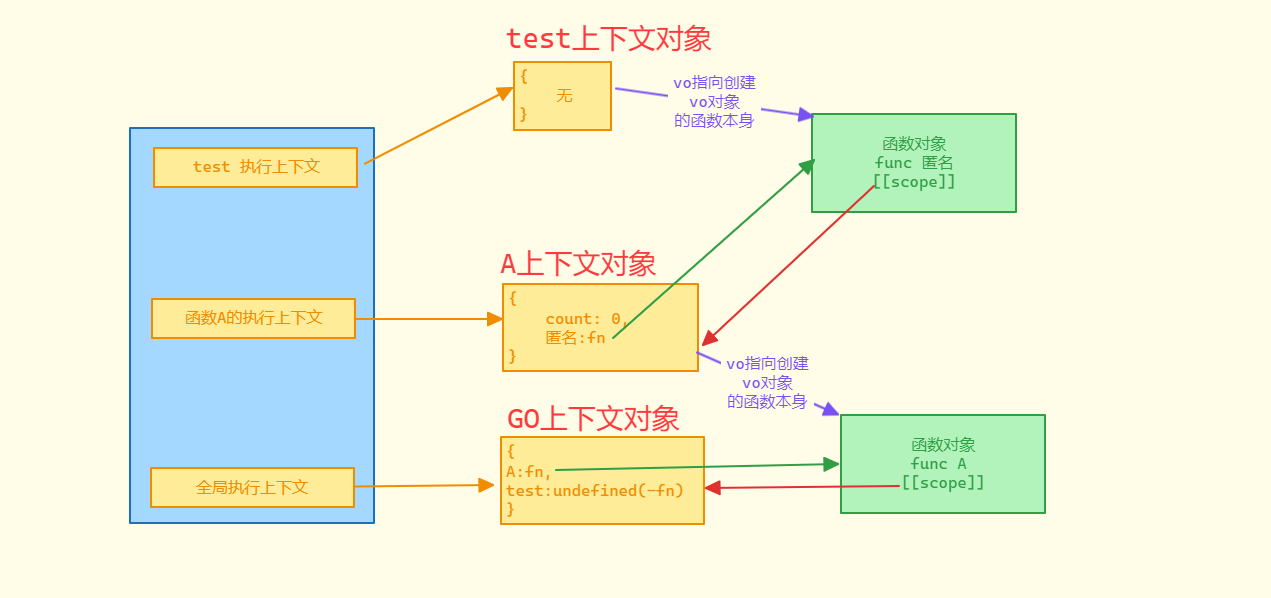 test上下文对象
{
无
}
vo指向创建
vo对象
的函数本身
函数对象
func 匿名
[[scope]]
test 执行上下文
A上下文对象
{
count: 0,
匿名:fn
}
函数A的执行上下文
vo指向创建
vo对象
的函数本身
GO上下文对象
{
A:fn,
test:undefined(—fn)
}
函数对象
func A
[[scope]]
全局执行上下文